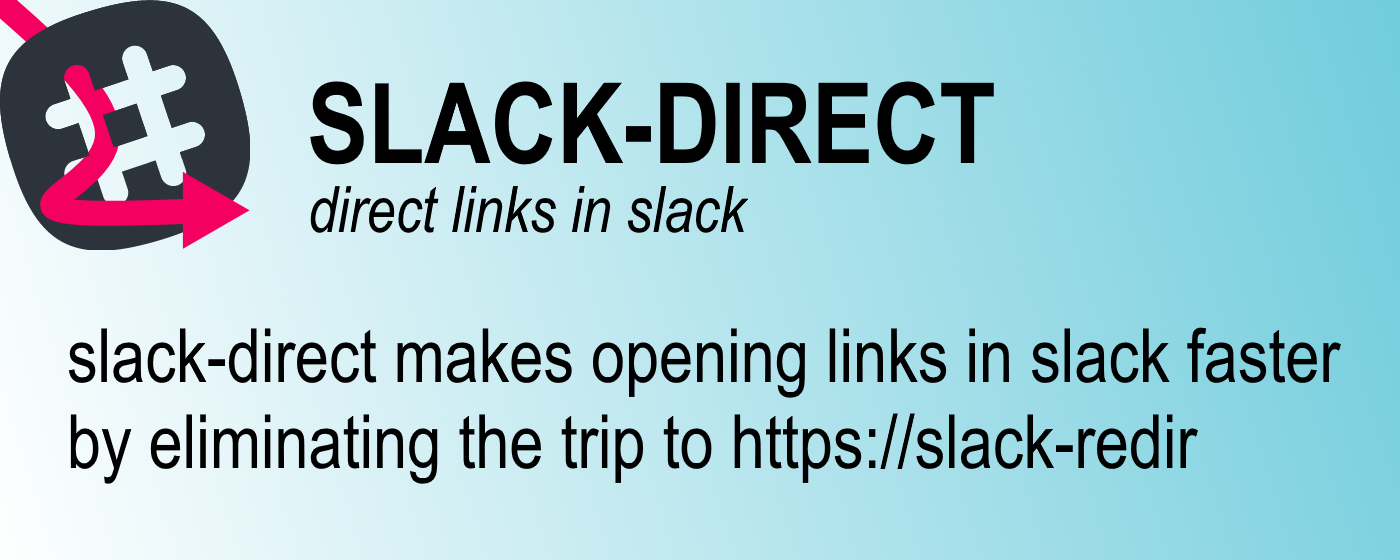 SLACK-DIRECT
direct links in slack
slack-direct makes opening links in slack faster
by eliminating the trip to https://slack-redir